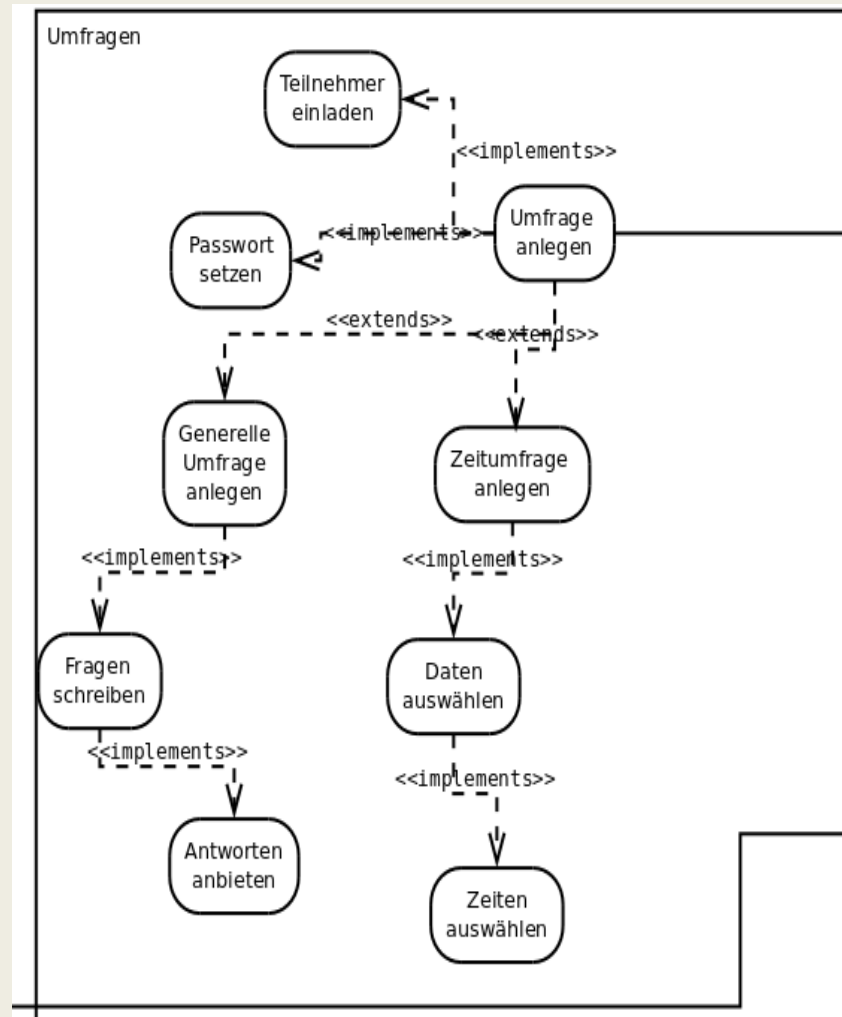 Umfragen
Teilnehmer
einladen
<<implements>>
Umfrage
anlegen
<<implements>>
Passwort
setzen
<<extends>>
<<extends>>
Generelle
Umfrage
anlegen
Zeitumfrage
anlegen
<<implements>>
<<implements>>
Fragen
schreiben
Daten
auswählen
<<implements>>
<<implements>>
Antworten
anbieten
Zeiten
auswählen